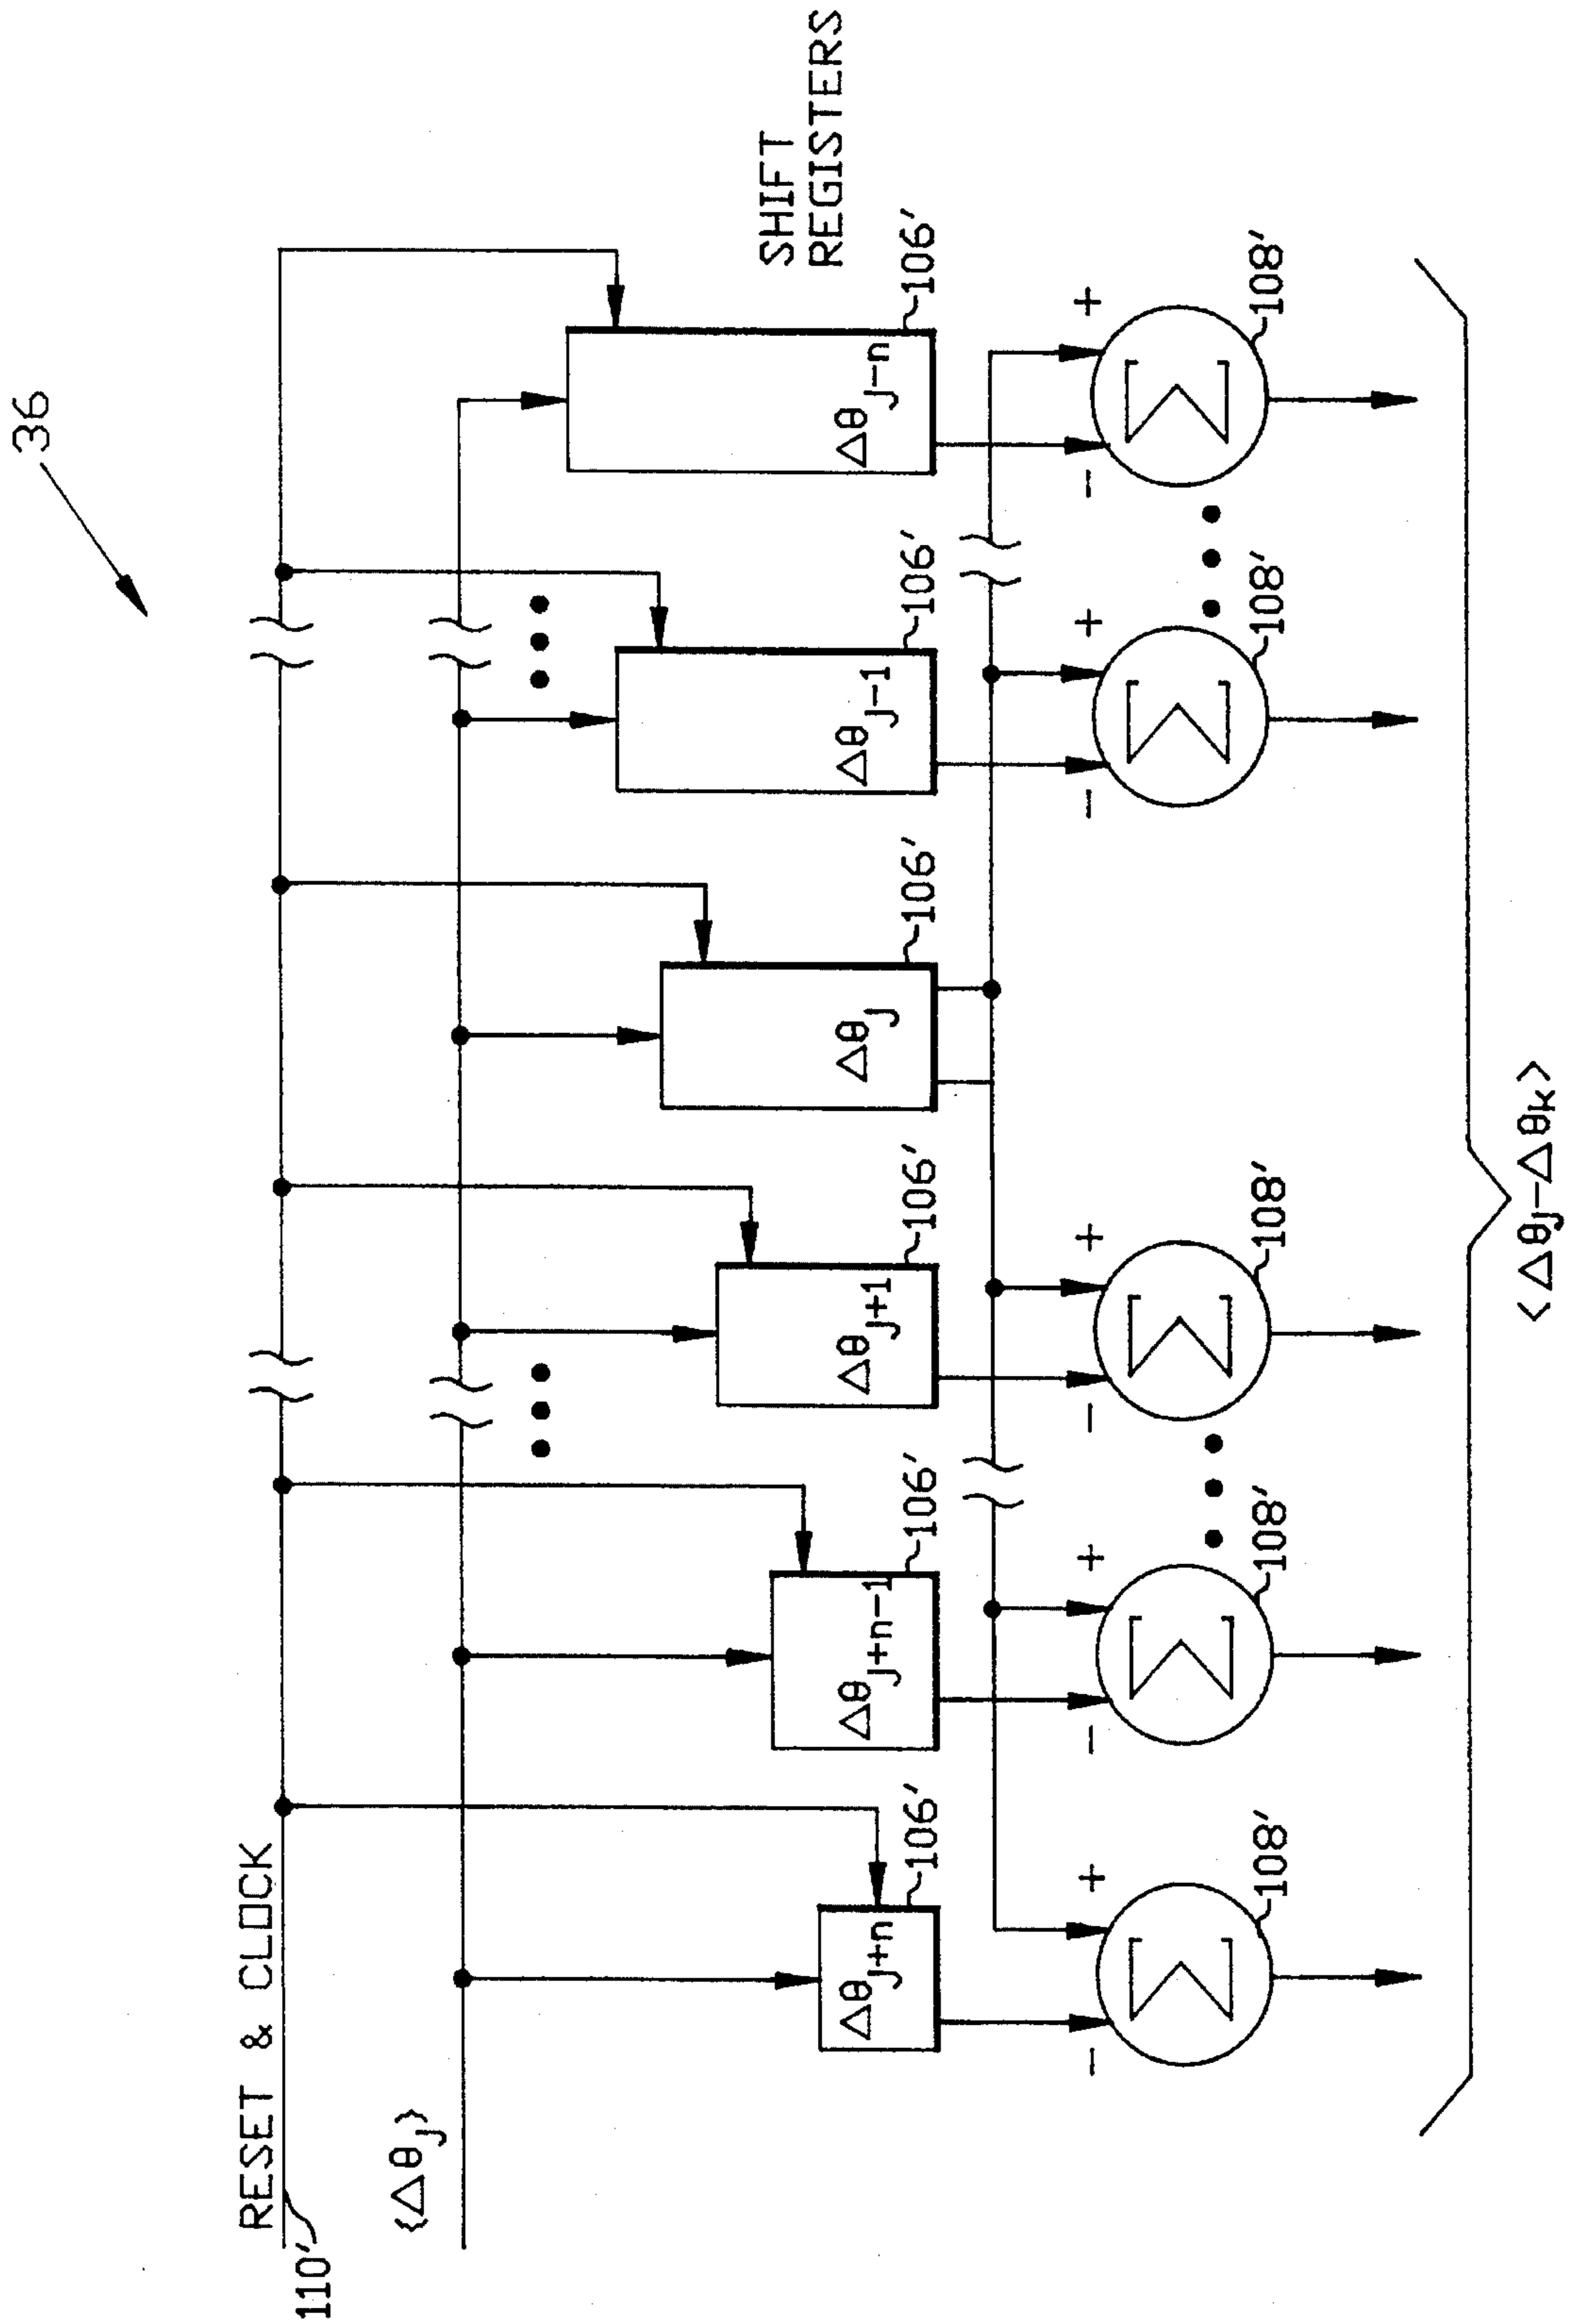 36
RESET & CLOCK
110'
{Δθj}
SHIFT
REGISTERS
Δθj+n
106'
Δθj+n-1
106'
Δθj+1
106'
Δθj
106'
Δθj-1
106'
Δθj-n
106'
- +
- +
- +
- +
- +
Σ
108'
Σ
108'
Σ
108'
Σ
108'
Σ
108'
<Δθj-Δθk>